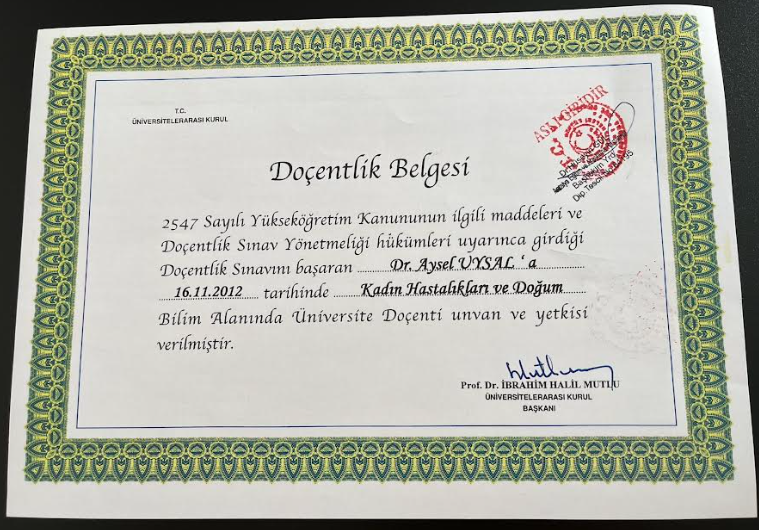 T.C.
ÜNİVERSİTELERARASI KURUL
ASLI GİBİDİR
Doçentlik Belgesi
2547 Sayılı Yükseköğretim Kanununun ilgili maddeleri ve
Doçentlik Sınav Yönetmeliği hükümleri uyarınca girdiği
Doçentlik Sınavını başaran Dr. Aysel UYSAL ' a
16.11.2012 tarihinde Kadın Hastalıkları ve Doğum
Bilim Alanında Üniversite Doçenti unvan ve yetkisi
verilmiştir.
Prof. Dr. İBRAHİM HALİL MUTLU
ÜNİVERSİTELERARASI KURUL
BAŞKANI